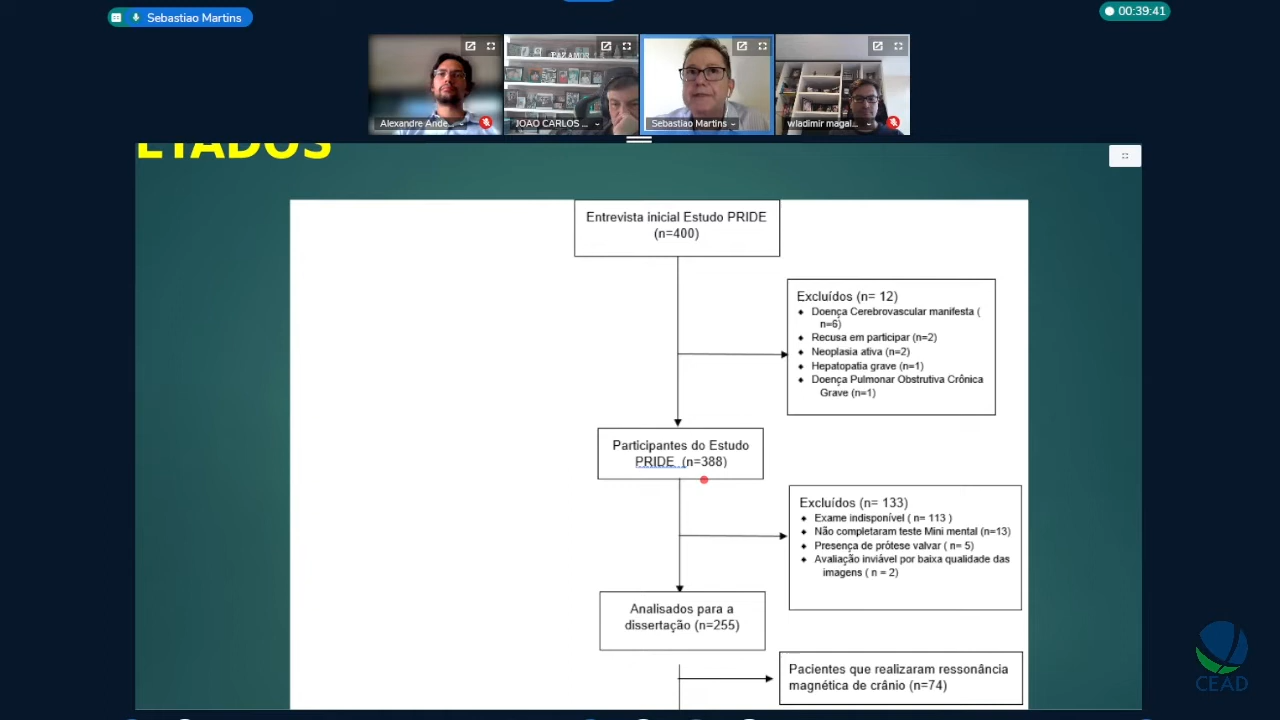 Sebastiao Martins
00:39:41
PAZ AMOR
Alexandre Ande...
JOAO CARLOS ...
Sebastiao Martins
wladimir magal...
ETADOS
Entrevista inicial Estudo PRIDE
(n=400)
Excluídos (n= 12)
Doença Cerebrovascular manifesta (
n=6)
Recusa em participar (n=2)
Neoplasia ativa (n=2)
Hepatopatia grave (n=1)
Doença Pulmonar Obstrutiva Crônica
Grave (n=1)
Participantes do Estudo
PRIDE (n=388)
Excluídos (n= 133)
Exame indisponível ( n= 113 )
Não completaram teste Mini mental (n=13)
Presença de prótese valvar ( n= 5)
Avaliação inviável por baixa qualidade das
imagens ( n = 2)
Analisados para a
dissertação (n=255)
Pacientes que realizaram ressonância
magnética de crânio (n=74)
CEAD